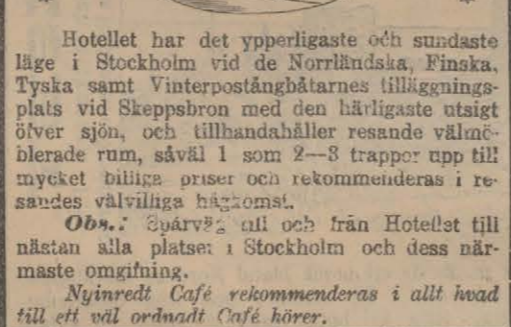 Hotellet har det ypperligaste och sundaste
läge i Stockholm vid de Norrländska, Finska,
Tyska samt Vinterpostångbåtarnes tilläggnings-
plats vid Skeppsbron med den härligaste utsigt
öfver sjön, och tillhandahåller resande välmö-
blerade rum, såväl 1 som 2—3 trappor upp till
mycket billiga priser och rekommenderas i re-
sandes välvilliga hågkomst.
Obs.: Spårväg till och från Hotellet till
nästan alla platser i Stockholm och dess när-
maste omgifning.
Nyinredt Café rekommenderas i allt hvad
till ett väl ordnadt Café hörer.